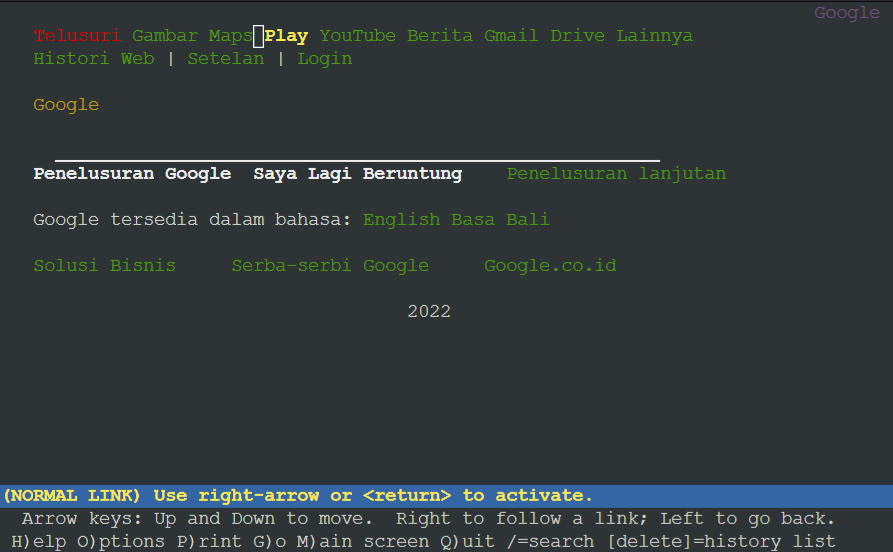 Google
Telusuri Gambar Maps Play YouTube Berita Gmail Drive Lainnya
Histori Web | Setelan | Login
Google
Penelusuran Google  Saya Lagi Beruntung    Penelusuran lanjutan
Google tersedia dalam bahasa: English Basa Bali
Solusi Bisnis     Serba-serbi Google     Google.co.id
2022
(NORMAL LINK) Use right-arrow or <return> to activate.
Arrow keys: Up and Down to move.  Right to follow a link; Left to go back.
H)elp O)ptions P)rint G)o M)ain screen Q)uit /=search [delete]=history list